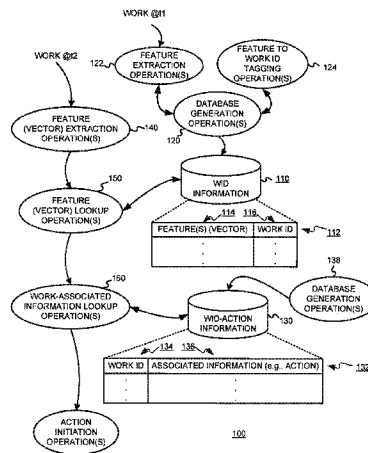 WORK @t1
WORK @t2
122
FEATURE
EXTRACTION
OPERATION(S)
FEATURE TO
WORK ID
TAGGING
OPERATION(S)
124
FEATURE
(VECTOR) EXTRACTION
OPERATION(S)
140
DATABASE
GENERATION
OPERATION(S)
120
150
FEATURE
(VECTOR) LOOKUP
OPERATION(S)
WID
INFORMATION
110
114
116
112
FEATURE(S) (VECTOR)
WORK ID
160
WORK-ASSOCIATED
INFORMATION LOOKUP
OPERATION(S)
138
DATABASE
GENERATION
OPERATION(S)
WID-ACTION
INFORMATION
130
134
136
WORK ID
ASSOCIATED INFORMATION (e.g., ACTION)
132
ACTION
INITIATION
OPERATION(S)
100